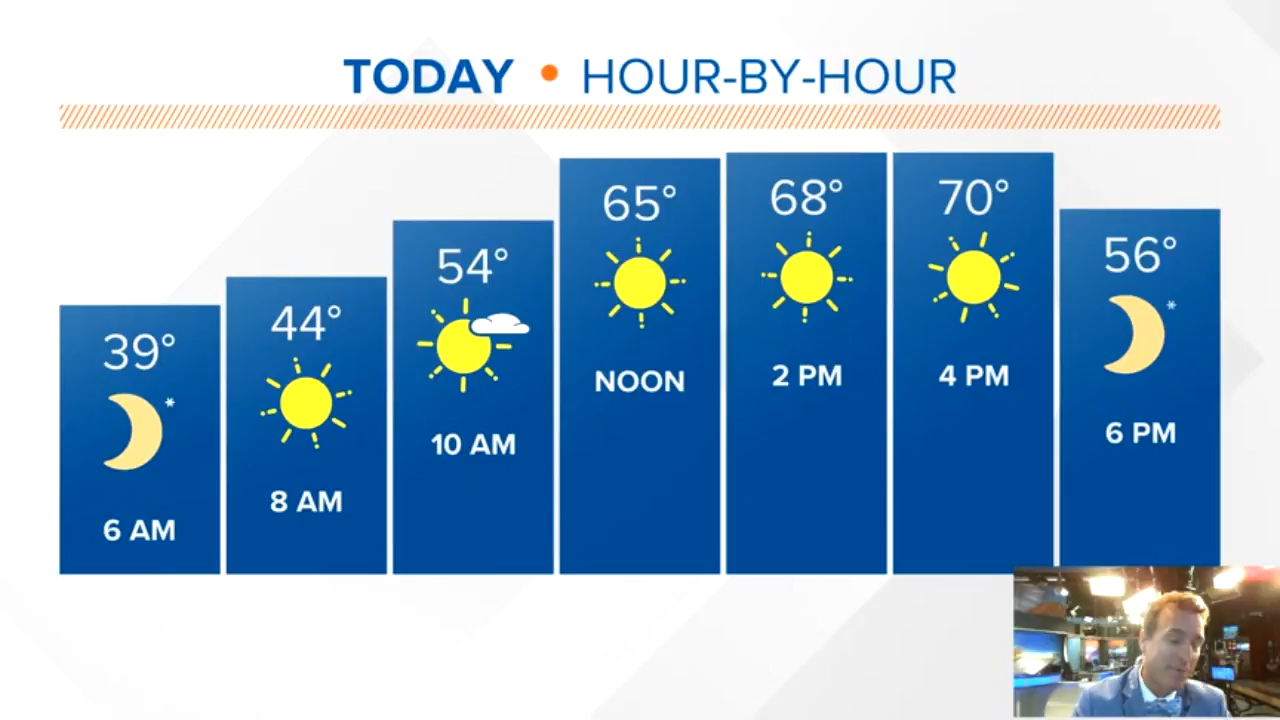 TODAY • HOUR-BY-HOUR
39°
6 AM
44°
8 AM
54°
10 AM
65°
NOON
68°
2 PM
70°
4 PM
56°
6 PM